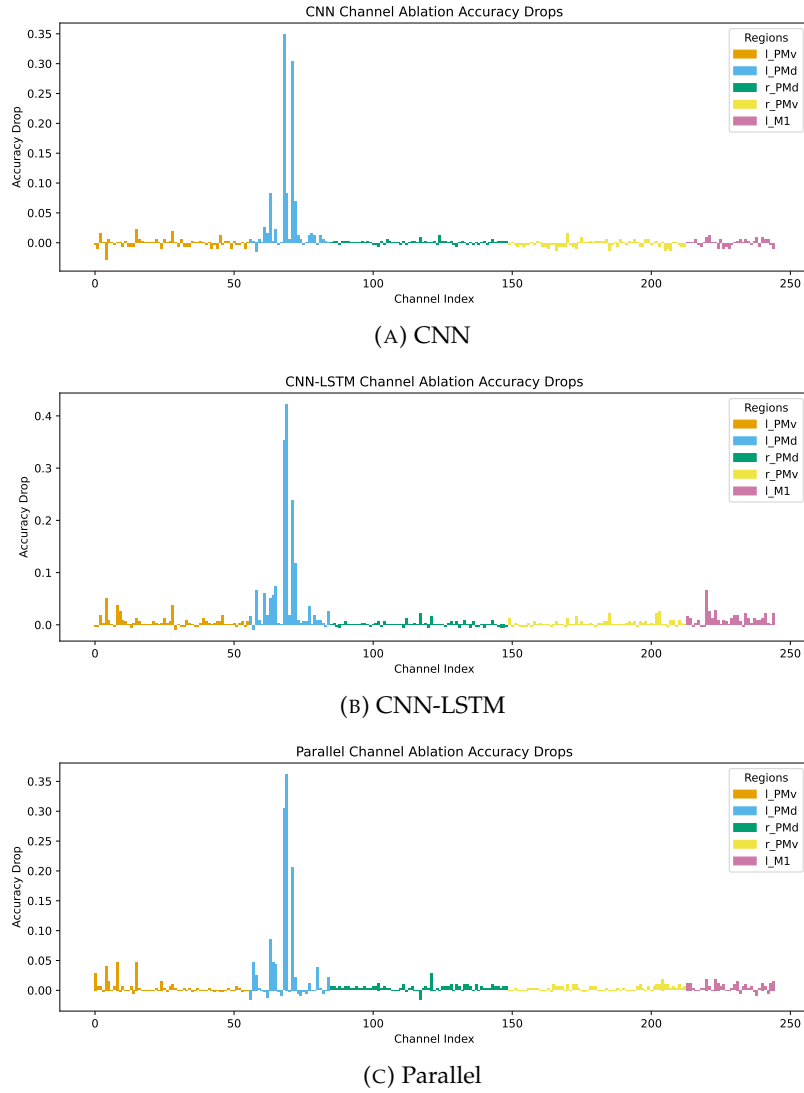 CNN Channel Ablation Accuracy Drops
Accuracy Drop
0.35
0.30
0.25
0.20
0.15
0.10
0.05
0.00
0 50 100 150 200 250
Channel Index
Regions
l_PMv
l_PMd
r_PMd
r_PMv
l_M1
(A) CNN
CNN-LSTM Channel Ablation Accuracy Drops
Accuracy Drop
0.4
0.3
0.2
0.1
0.0
0 50 100 150 200 250
Channel Index
Regions
l_PMv
l_PMd
r_PMd
r_PMv
l_M1
(B) CNN-LSTM
Parallel Channel Ablation Accuracy Drops
Accuracy Drop
0.35
0.30
0.25
0.20
0.15
0.10
0.05
0.00
0 50 100 150 200 250
Channel Index
Regions
l_PMv
l_PMd
r_PMd
r_PMv
l_M1
(C) Parallel